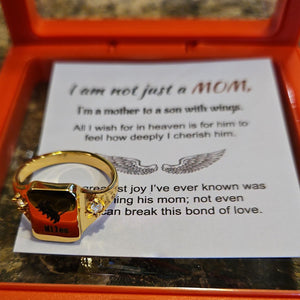 I am not just a MOM,
I'm a mother to a son with wings.
All I wish for in heaven is for him to
feel how deeply I cherish him.
st joy I've ever known was
his mom; not even
can break this bond of love.